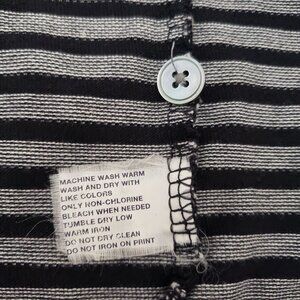 MACHINE WASH WARM
WASH AND DRY WITH
LIKE COLORS
ONLY NON-CHLORINE
BLEACH WHEN NEEDED
TUMBLE DRY LOW
WARM IRON
DO NOT DRY CLEAN
DO NOT IRON ON PRINT